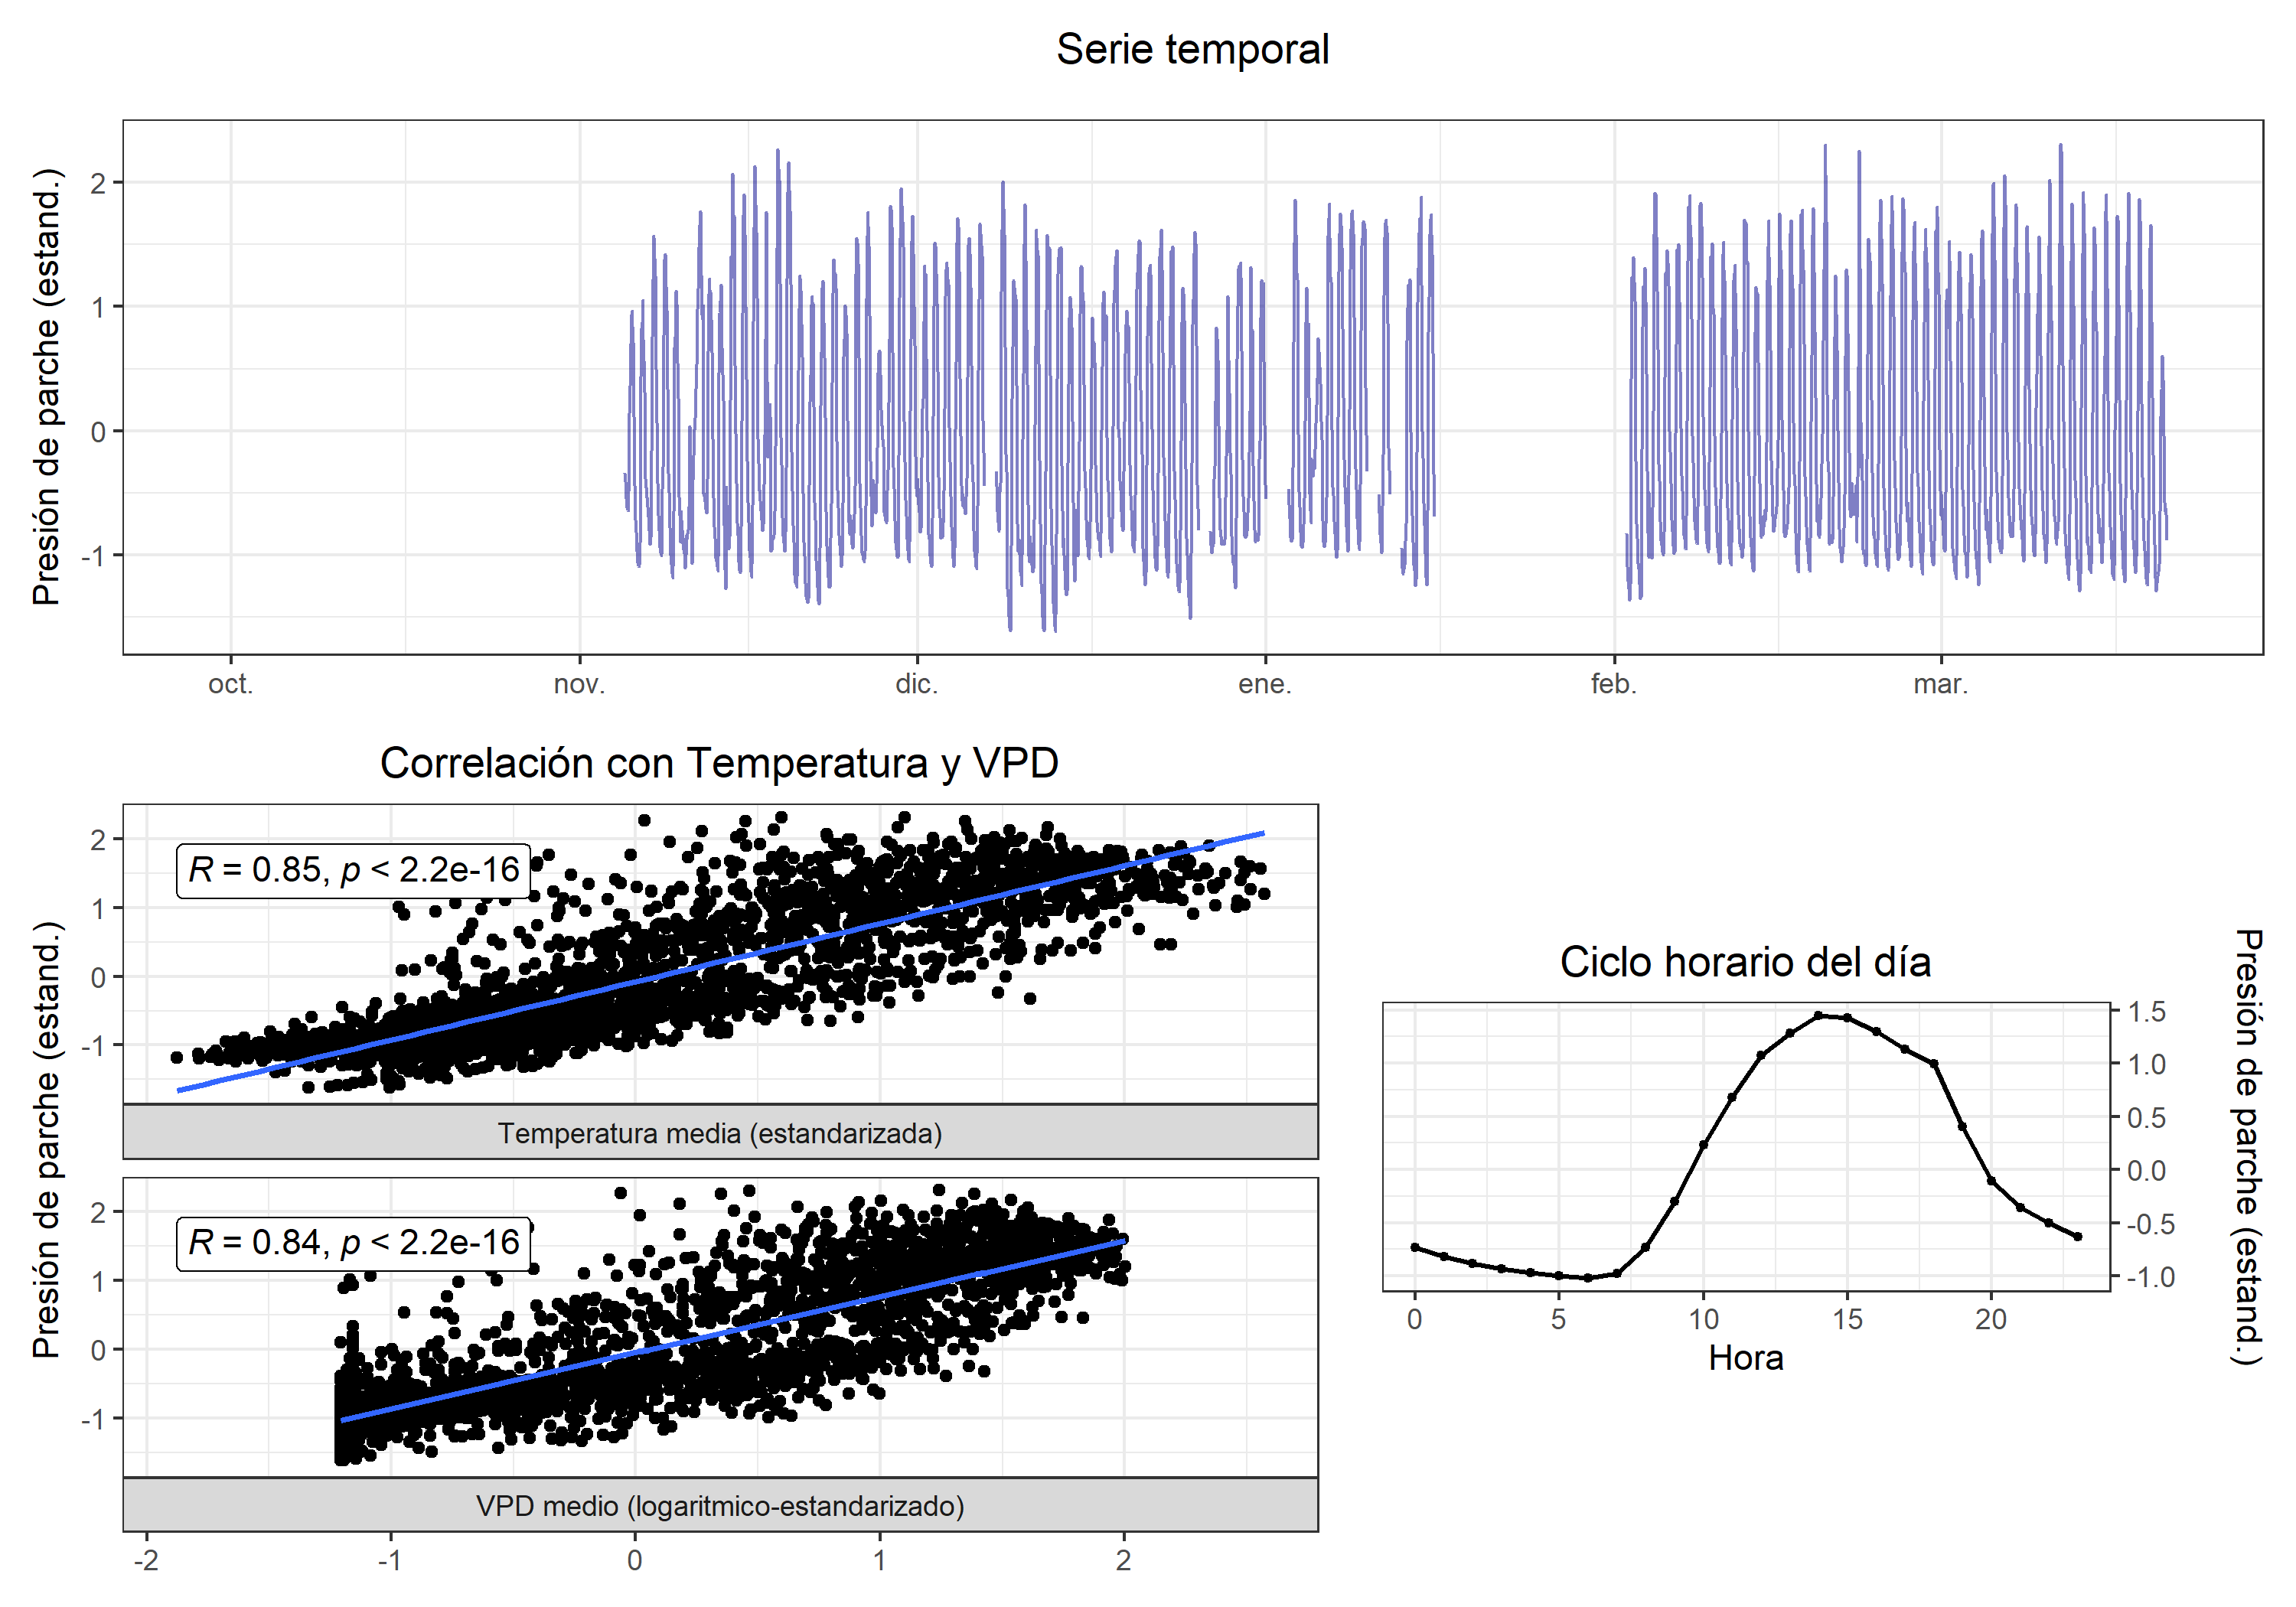 Serie temporal
Presión de parche (estand.)
2
1
0
-1
oct.
nov.
dic.
ene.
feb.
mar.
Correlación con Temperatura y VPD
Presión de parche (estand.)
2
1
0
-1
R = 0.85, p < 2.2e-16
Temperatura media (estandarizada)
2
1
0
-1
R = 0.84, p < 2.2e-16
VPD medio (logaritmico-estandarizado)
-2
-1
0
1
2
Ciclo horario del día
1.5
1.0
0.5
0.0
-0.5
-1.0
Presión de parche (estand.)
0
5
10
15
20
Hora